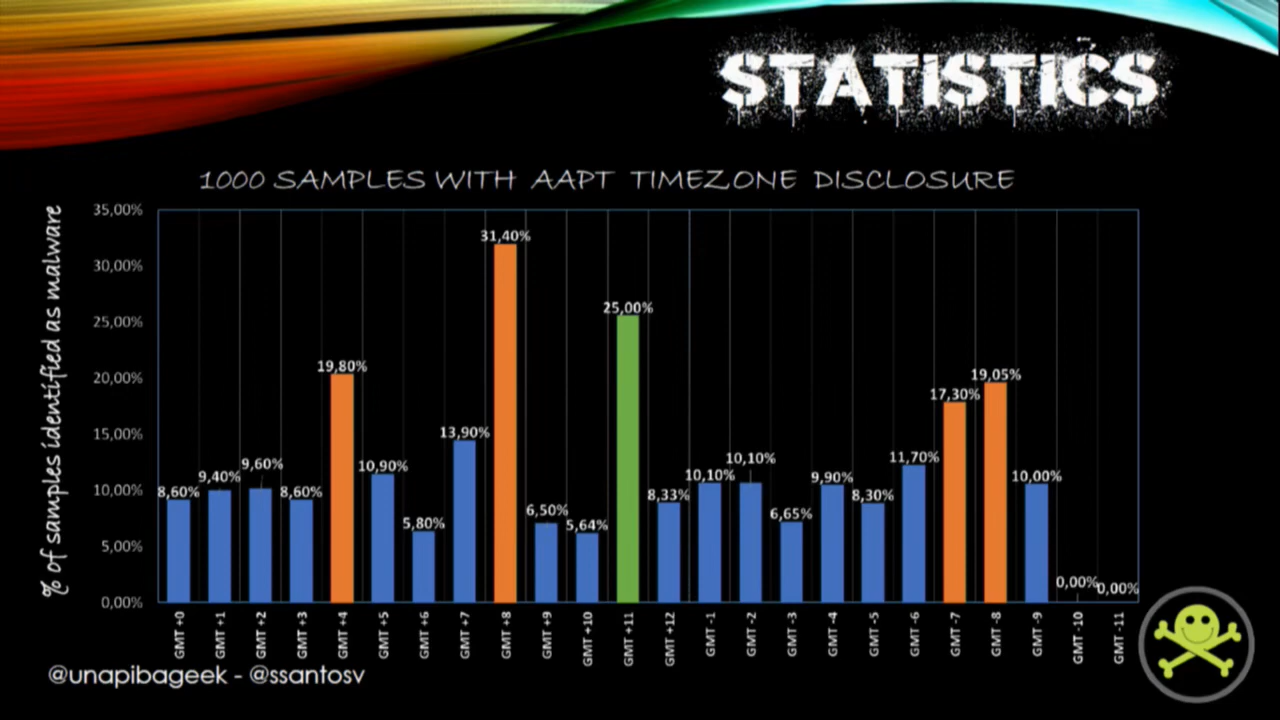 STATISTICS
1000 SAMPLES WITH AAPT TIMEZONE DISCLOSURE
% of samples identified as malware
35,00%
30,00%
25,00%
20,00%
15,00%
10,00%
5,00%
0,00%
8,60%
9,40%
9,60%
8,60%
19,80%
10,90%
5,80%
13,90%
31,40%
6,50%
5,64%
25,00%
8,33%
10,10%
10,10%
6,65%
9,90%
8,30%
11,70%
17,30%
19,05%
10,00%
0,00%
0,00%
GMT +0
GMT +1
GMT +2
GMT +3
GMT +4
GMT +5
GMT +6
GMT +7
GMT +8
GMT +9
GMT +10
GMT +11
GMT +12
GMT -1
GMT -2
GMT -3
GMT -4
GMT -5
GMT -6
GMT -7
GMT -8
GMT -9
GMT -10
GMT -11
@unapibageek - @ssantosv